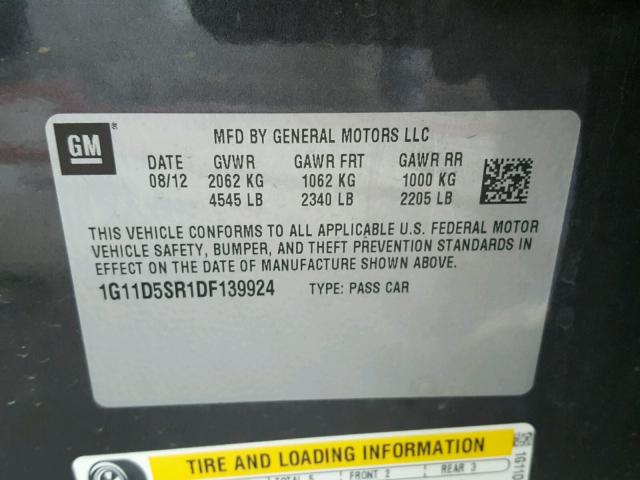 GM
MFD BY GENERAL MOTORS LLC
DATE GVWR GAWR FRT GAWR RR
08/12 2062 KG 1062 KG 1000 KG
4545 LB 2340 LB 2205 LB
THIS VEHICLE CONFORMS TO ALL APPLICABLE U.S. FEDERAL MOTOR
VEHICLE SAFETY, BUMPER, AND THEFT PREVENTION STANDARDS IN
EFFECT ON THE DATE OF MANUFACTURE SHOWN ABOVE.
1G11D5SR1DF139924 TYPE: PASS CAR
TIRE AND LOADING INFORMATION
TOTAL 5 FRONT 2 REAR 3
1G11D